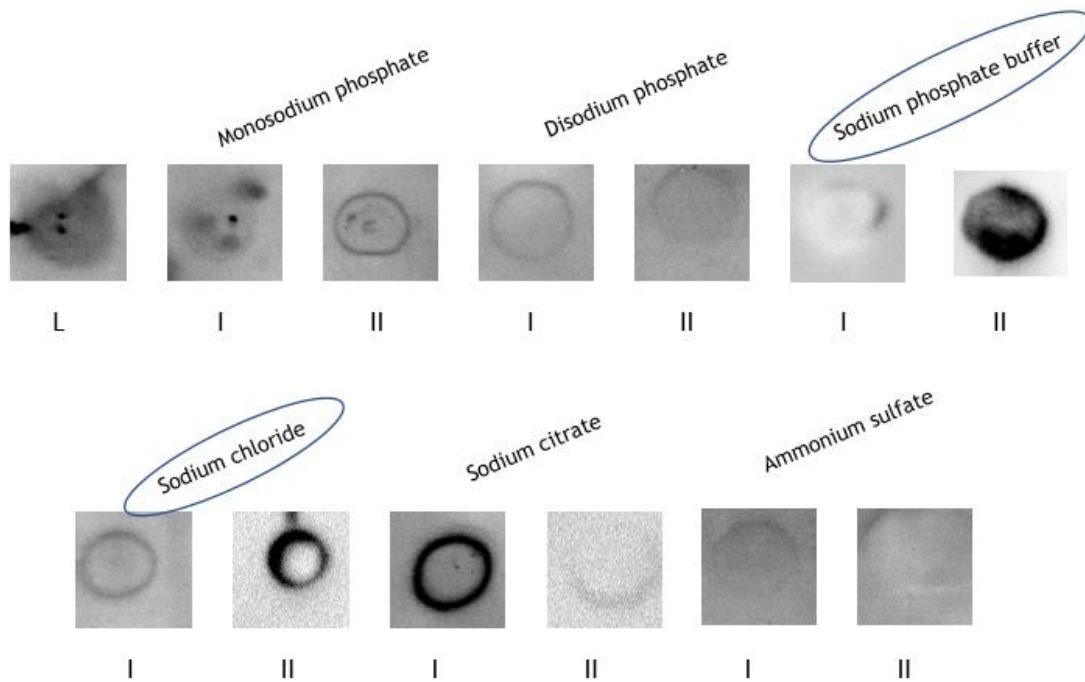 Monosodium phosphate
Disodium phosphate
Sodium phosphate buffer
L I II I II I II
Sodium chloride
Sodium citrate
Ammonium sulfate
I II I II I II